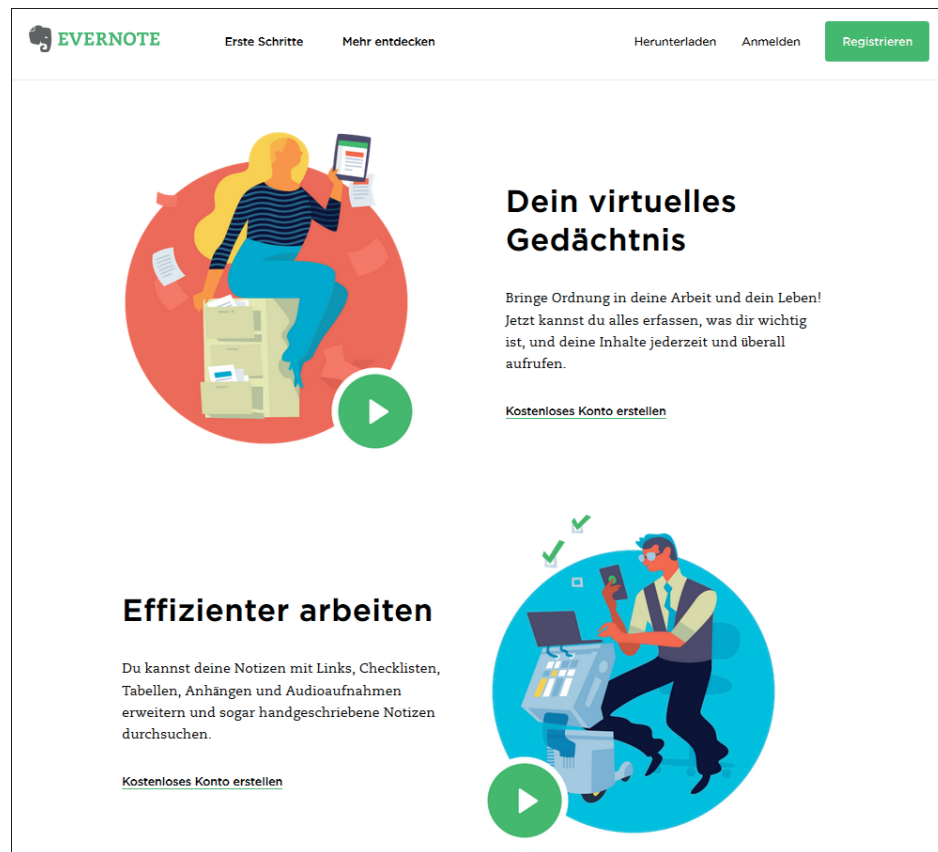 EVERNOTE
Erste Schritte
Mehr entdecken
Herunterladen
Anmelden
Registrieren
Dein virtuelles
Gedächtnis
Bringe Ordnung in deine Arbeit und dein Leben!
Jetzt kannst du alles erfassen, was dir wichtig
ist, und deine Inhalte jederzeit und überall
aufrufen.
Kostenloses Konto erstellen
Effizienter arbeiten
Du kannst deine Notizen mit Links, Checklisten,
Tabellen, Anhängen und Audioaufnahmen
erweitern und sogar handgeschriebene Notizen
durchsuchen.
Kostenloses Konto erstellen